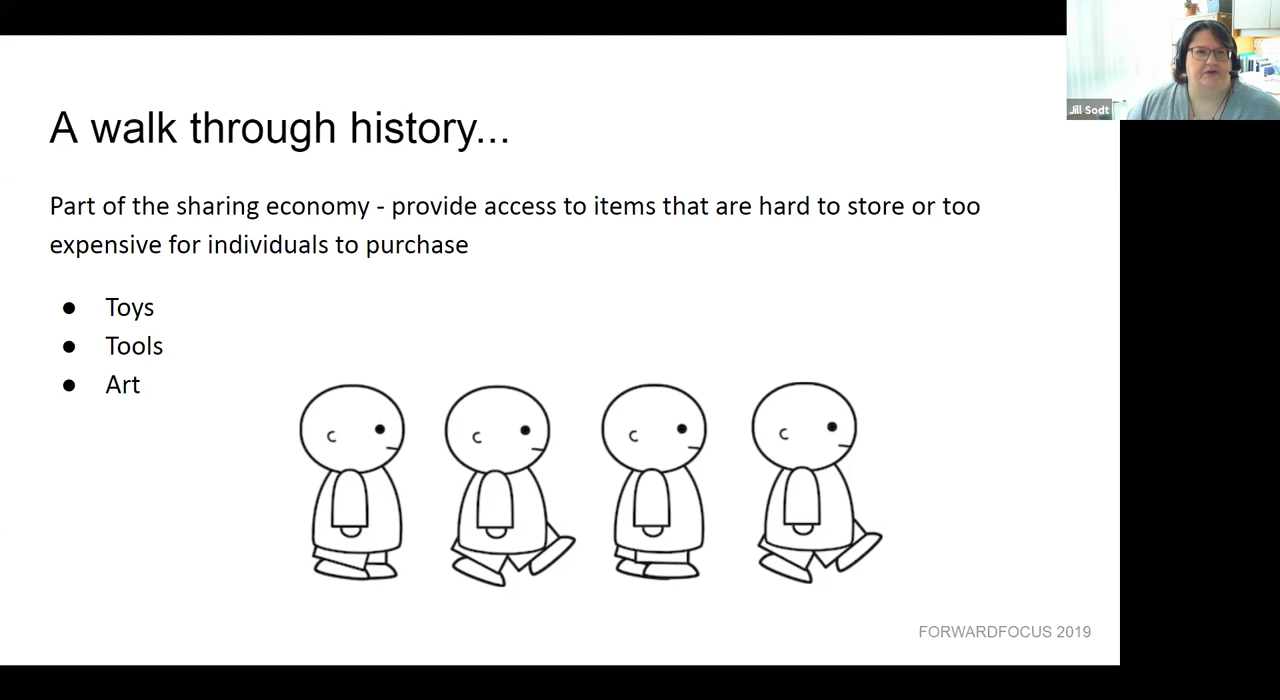 Jill Sodt
A walk through history...
Part of the sharing economy - provide access to items that are hard to store or too
expensive for individuals to purchase
● Toys
● Tools
● Art
FORWARDFOCUS 2019